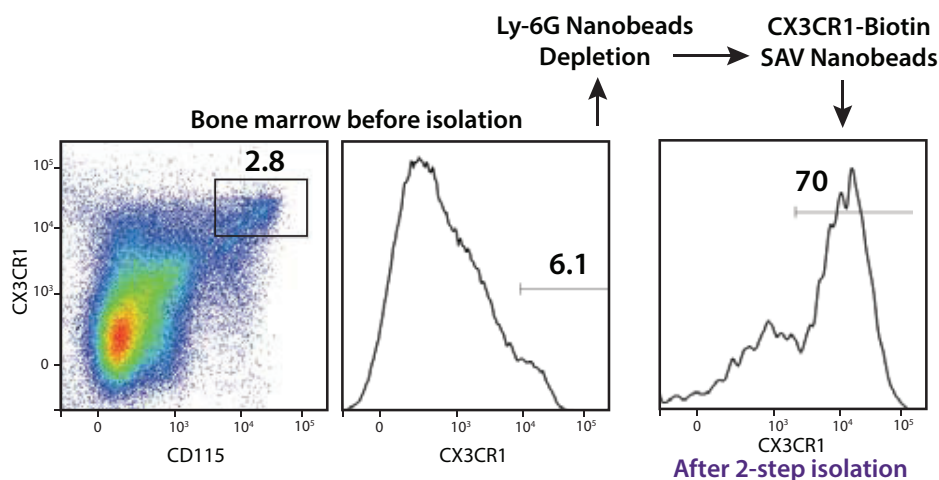 Ly-6G Nanobeads
Depletion
CX3CR1-Biotin
SAV Nanobeads
Bone marrow before isolation
2.8
6.1
70
CX3CR1
10⁵
10⁴
10³
0
0 10³ 10⁴ 10⁵
CD115
0 10³ 10⁴ 10⁵
CX3CR1
0 10³ 10⁴ 10⁵
CX3CR1
After 2-step isolation